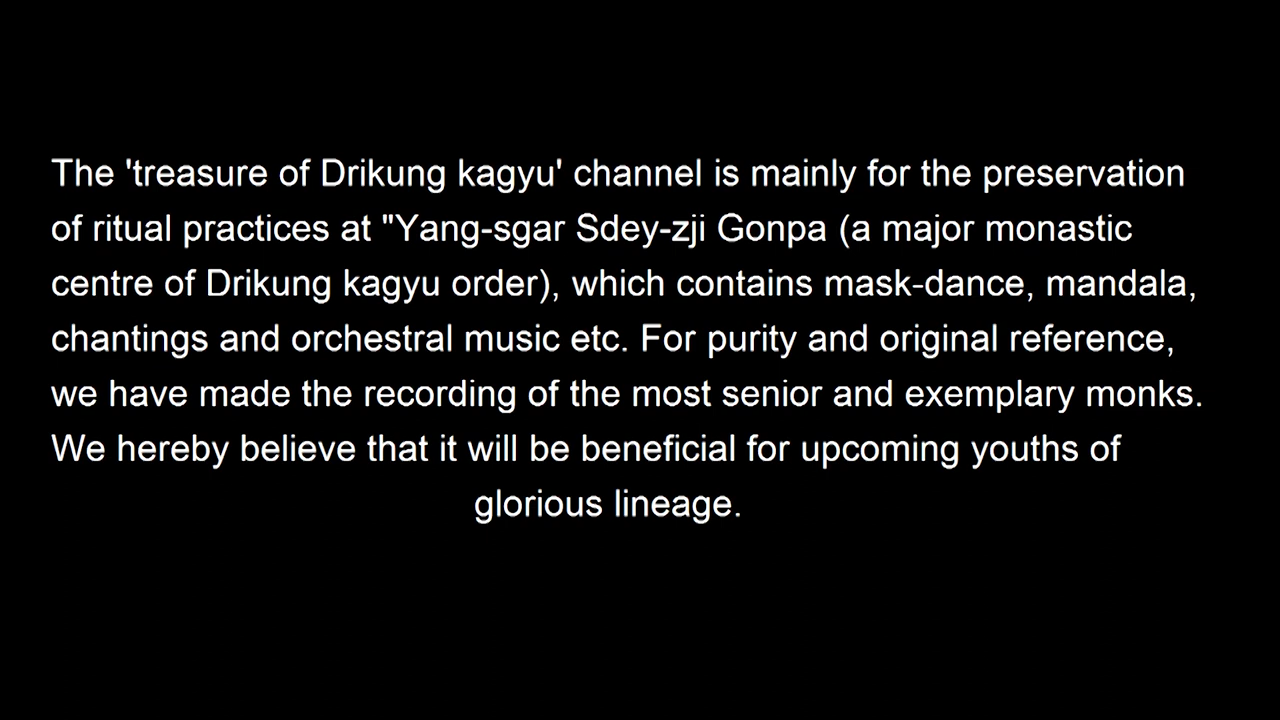 The 'treasure of Drikung kagyu' channel is mainly for the preservation
of ritual practices at "Yang-sgar Sdey-zji Gonpa (a major monastic
centre of Drikung kagyu order), which contains mask-dance, mandala,
chantings and orchestral music etc. For purity and original reference,
we have made the recording of the most senior and exemplary monks.
We hereby believe that it will be beneficial for upcoming youths of
glorious lineage.